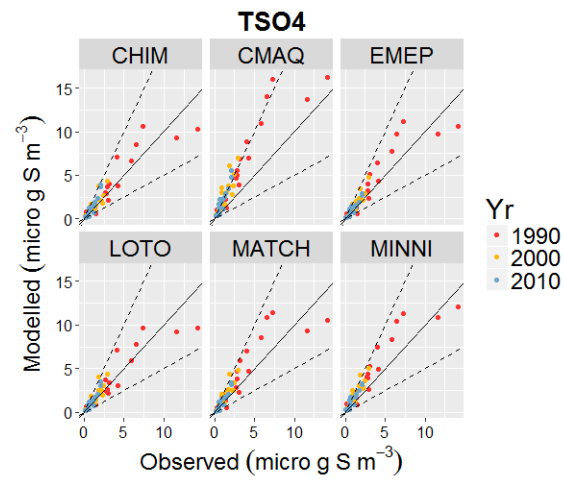 TSO4
CHIM CMAQ EMEP
15
10
5
0
LOTO MATCH MINNI
15
10
5
0
0 5 10 0 5 10 0 5 10
Modelled (micro g S m⁻³)
Observed (micro g S m⁻³)
Yr
1990
2000
2010